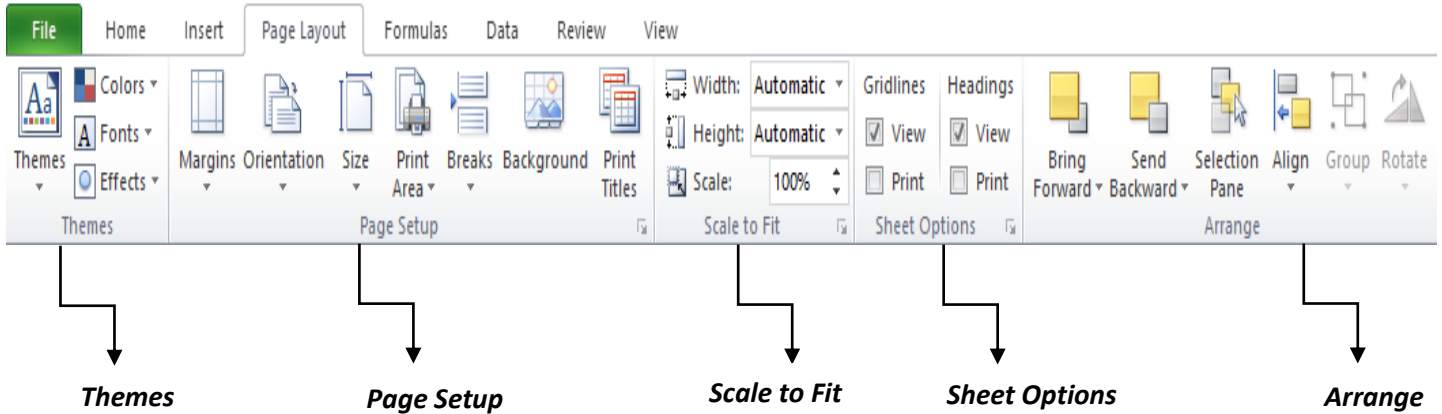 File Home Insert Page Layout Formulas Data Review View
Colors Width: Automatic Gridlines Headings
Aa A Fonts Height: Automatic View View
Themes Effects Margins Orientation Size Print Area Breaks Background Print Titles Scale: 100% Print Print Bring Forward Send Backward Selection Pane Align Group Rotate
Themes Page Setup Scale to Fit Sheet Options Arrange
Themes Page Setup Scale to Fit Sheet Options Arrange